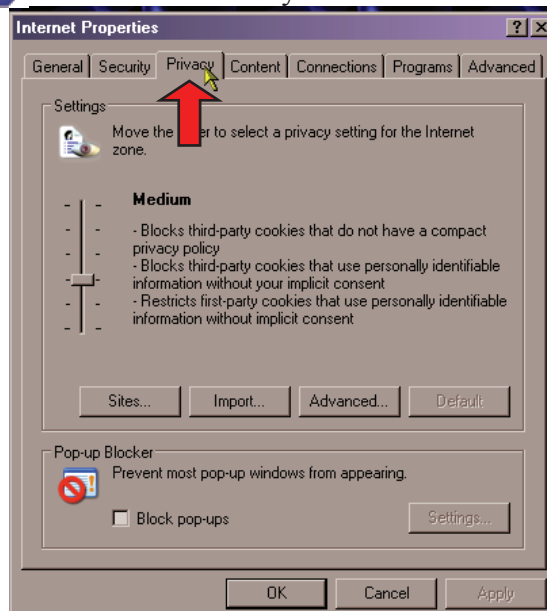 Internet Properties
General Security Privacy Content Connections Programs Advanced
Settings
Move the er to select a privacy setting for the Internet
zone.
Medium
- Blocks third-party cookies that do not have a compact
privacy policy
- Blocks third-party cookies that use personally identifiable
information without your implicit consent
- Restricts first-party cookies that use personally identifiable
information without implicit consent
Sites... Import... Advanced... Default
Pop-up Blocker
Prevent most pop-up windows from appearing.
Block pop-ups
Settings...
OK Cancel Apply